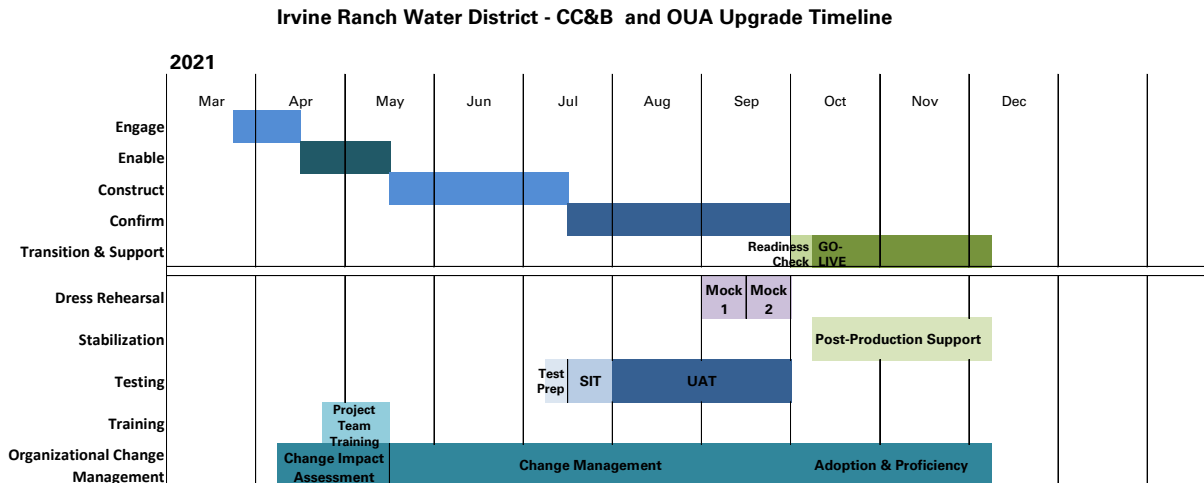 Irvine Ranch Water District - CC&B and OUA Upgrade Timeline
2021
Mar Apr May Jun Jul Aug Sep Oct Nov Dec
Engage
Enable
Construct
Confirm
Transition & Support
Readiness
Check
GO-
LIVE
Dress Rehearsal
Mock
1
Mock
2
Stabilization
Post-Production Support
Testing
Test
Prep
SIT
UAT
Training
Project
Team
Training
Organizational Change
Management
Change Impact
Assessment
Change Management
Adoption & Proficiency